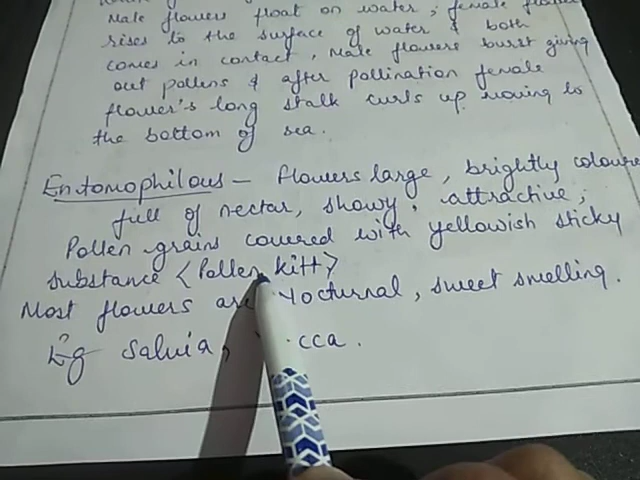 Male flowers float on water, female flower
rises to the surface of water & both
comes in contact, Male flowers burst giving
out pollens & after pollination female
flower's long stalk curls up moving to
the bottom of sea.
Entomophilous – flowers large, brightly coloure
full of nectar, showy, attractive;
Pollen grains covered with yellowish sticky
substance <Pollen kitt>
Most flowers are Nocturnal, sweet smelling.
Eg Salvia, cca.